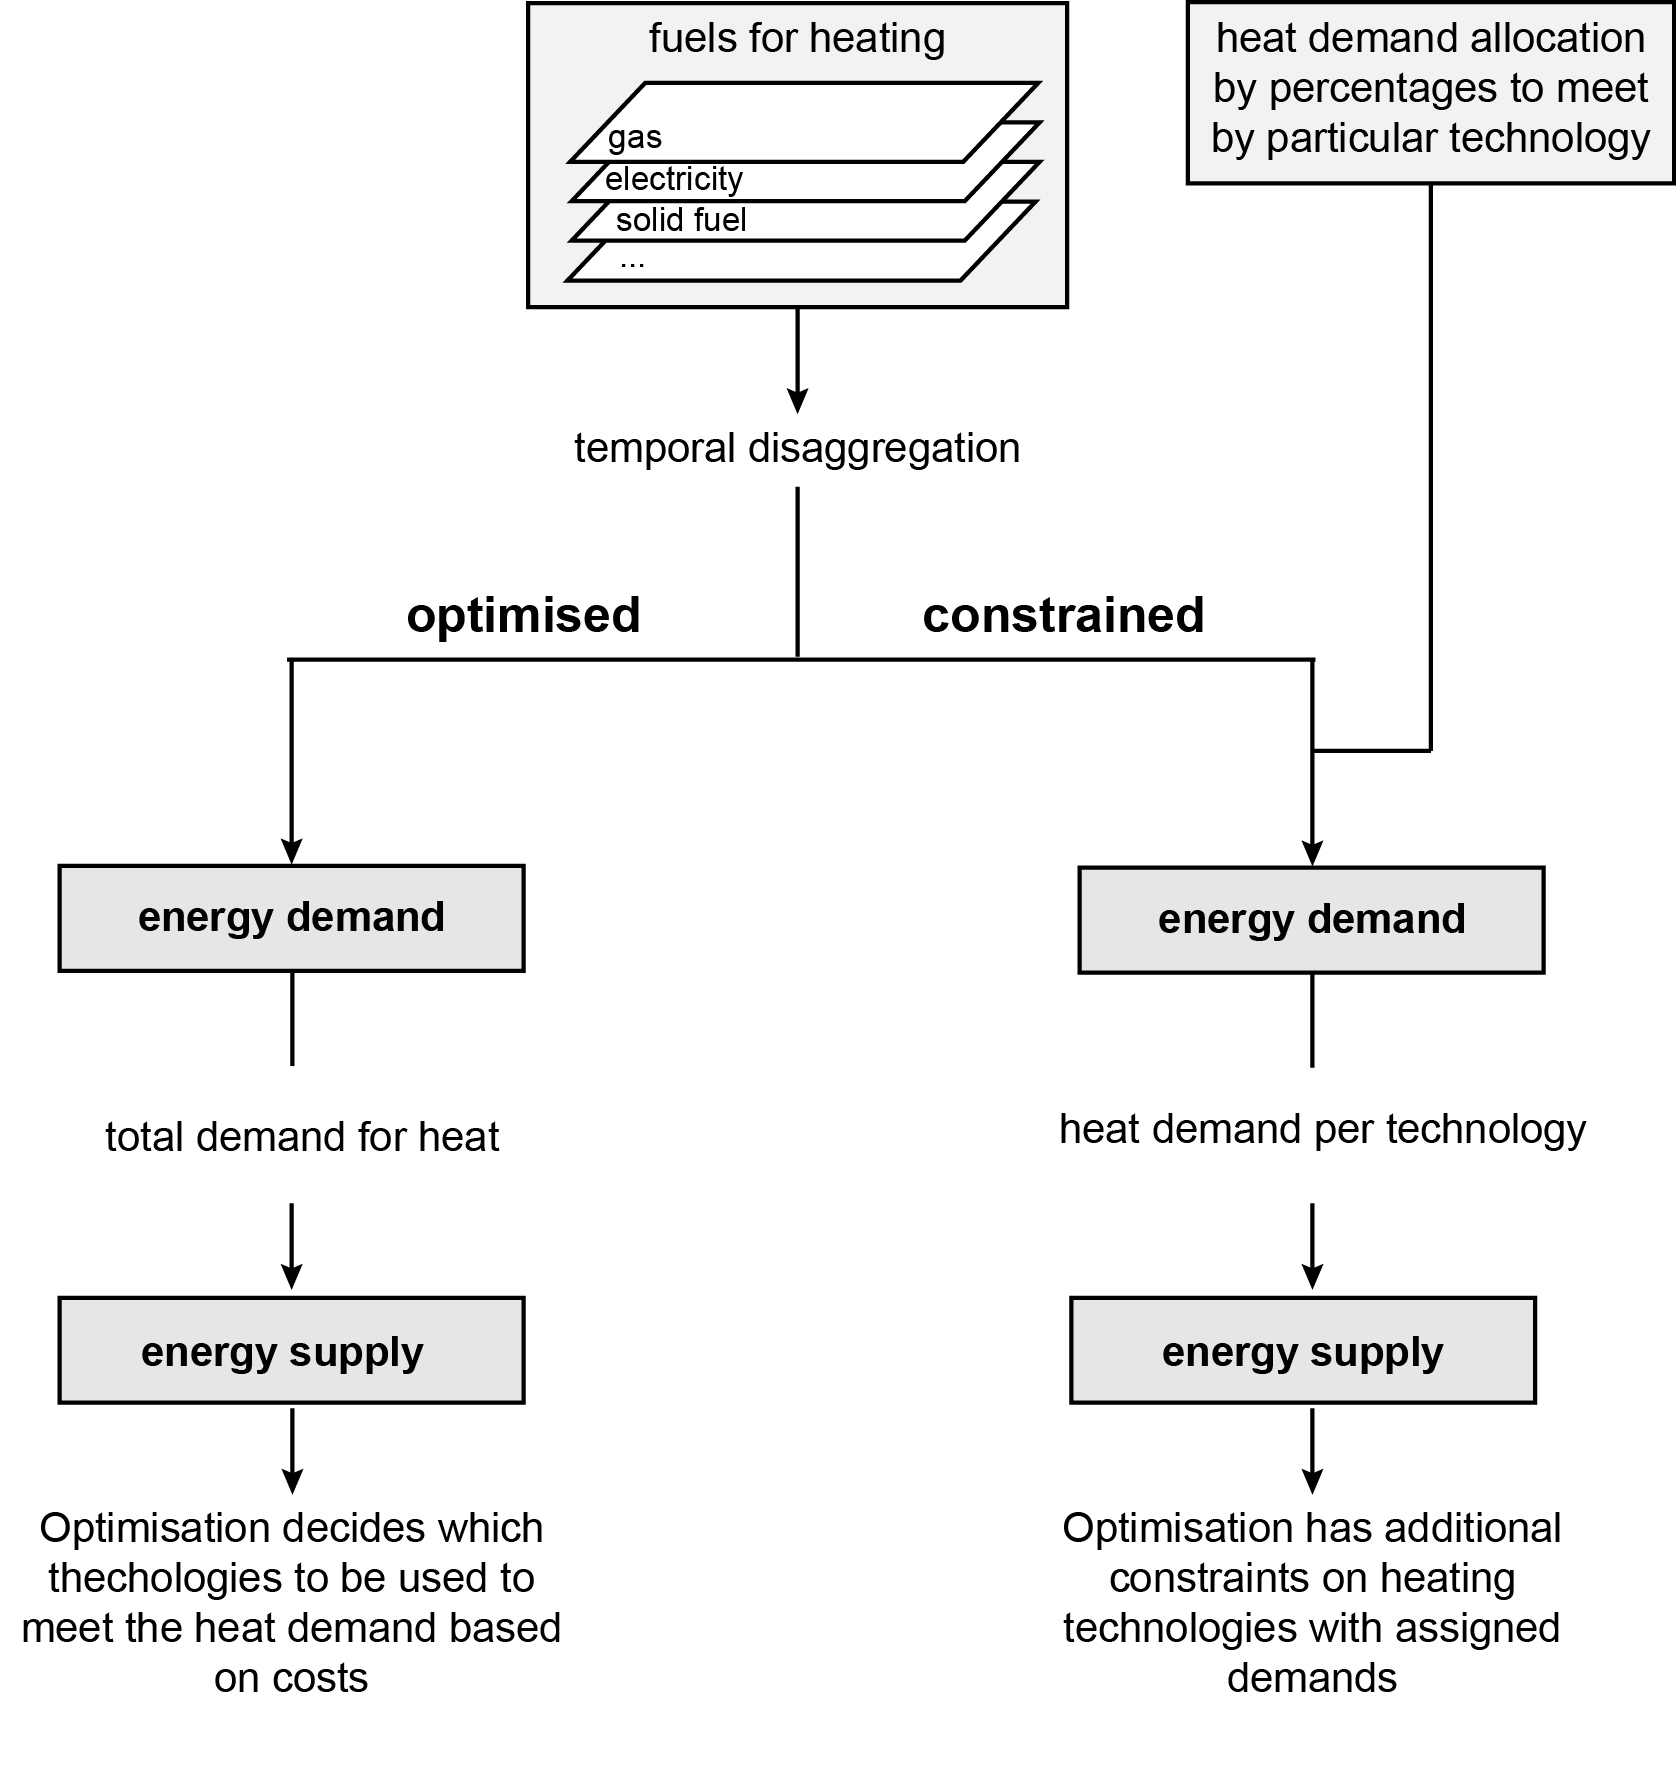 fuels for heating
gas
electricity
solid fuel
...
heat demand allocation
by percentages to meet
by particular technology
temporal disaggregation
optimised
constrained
energy demand
energy demand
total demand for heat
heat demand per technology
energy supply
energy supply
Optimisation decides which
thechologies to be used to
meet the heat demand based
on costs
Optimisation has additional
constraints on heating
technologies with assigned
demands